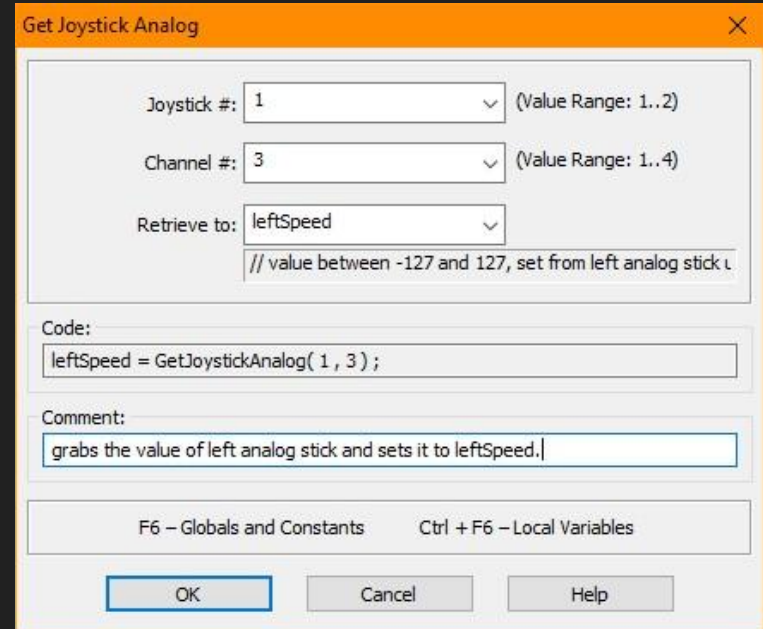 Get Joystick Analog
Joystick #: 1 (Value Range: 1..2)
Channel #: 3 (Value Range: 1..4)
Retrieve to: leftSpeed
// value between -127 and 127, set from left analog stick
Code:
leftSpeed = GetJoystickAnalog( 1 , 3 ) ;
Comment:
grabs the value of left analog stick and sets it to leftSpeed.
F6 – Globals and Constants Ctrl + F6 – Local Variables
OK Cancel Help